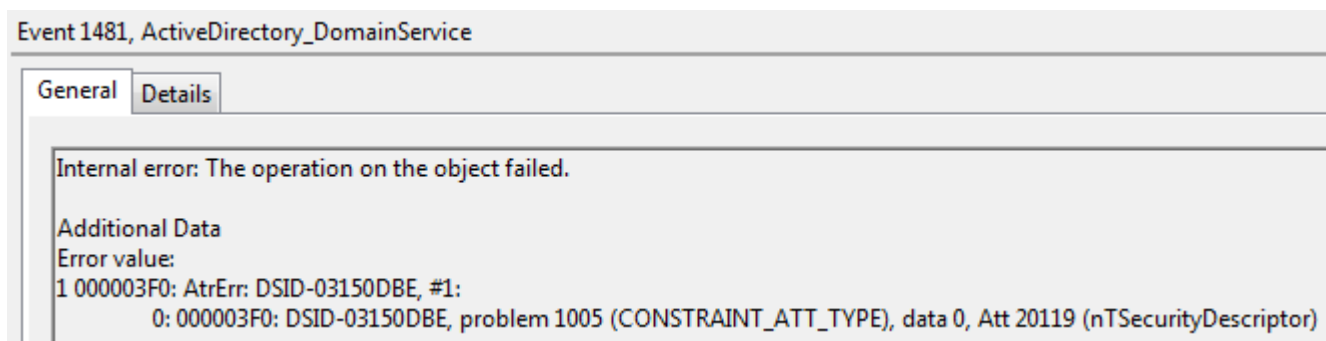 Event 1481, ActiveDirectory_DomainService
General Details
Internal error: The operation on the object failed.
Additional Data
Error value:
1 000003F0: AtrErr: DSID-03150DBE, #1:
0: 000003F0: DSID-03150DBE, problem 1005 (CONSTRAINT_ATT_TYPE), data 0, Att 20119 (nTSecurityDescriptor)